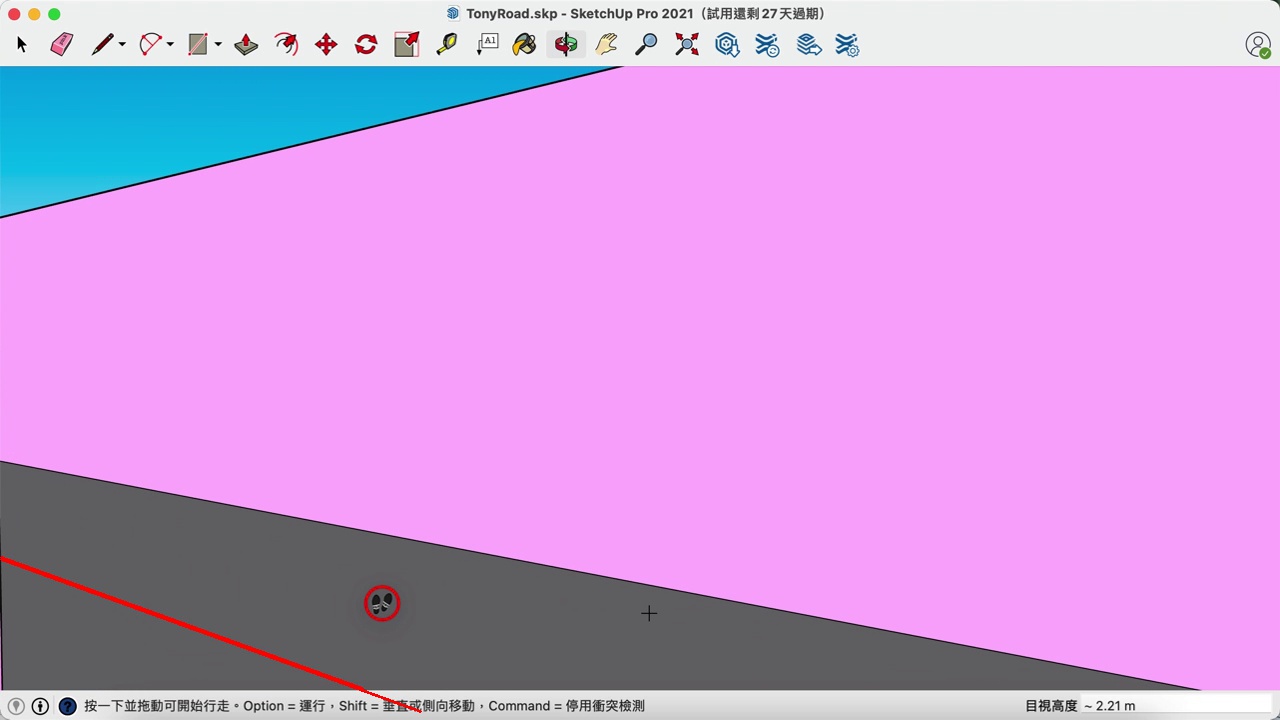 TonyRoad.skp - SketchUp Pro 2021（試用還剩 27 天過期）
A1
按一下並拖動可開始行走。Option = 運行，Shift = 垂直或側向移動，Command = 停用衝突檢測
目視高度 ~ 2.21 m